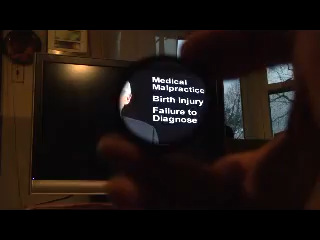 Medical
Malpractice
Birth Injury
Failure to
Diagnose